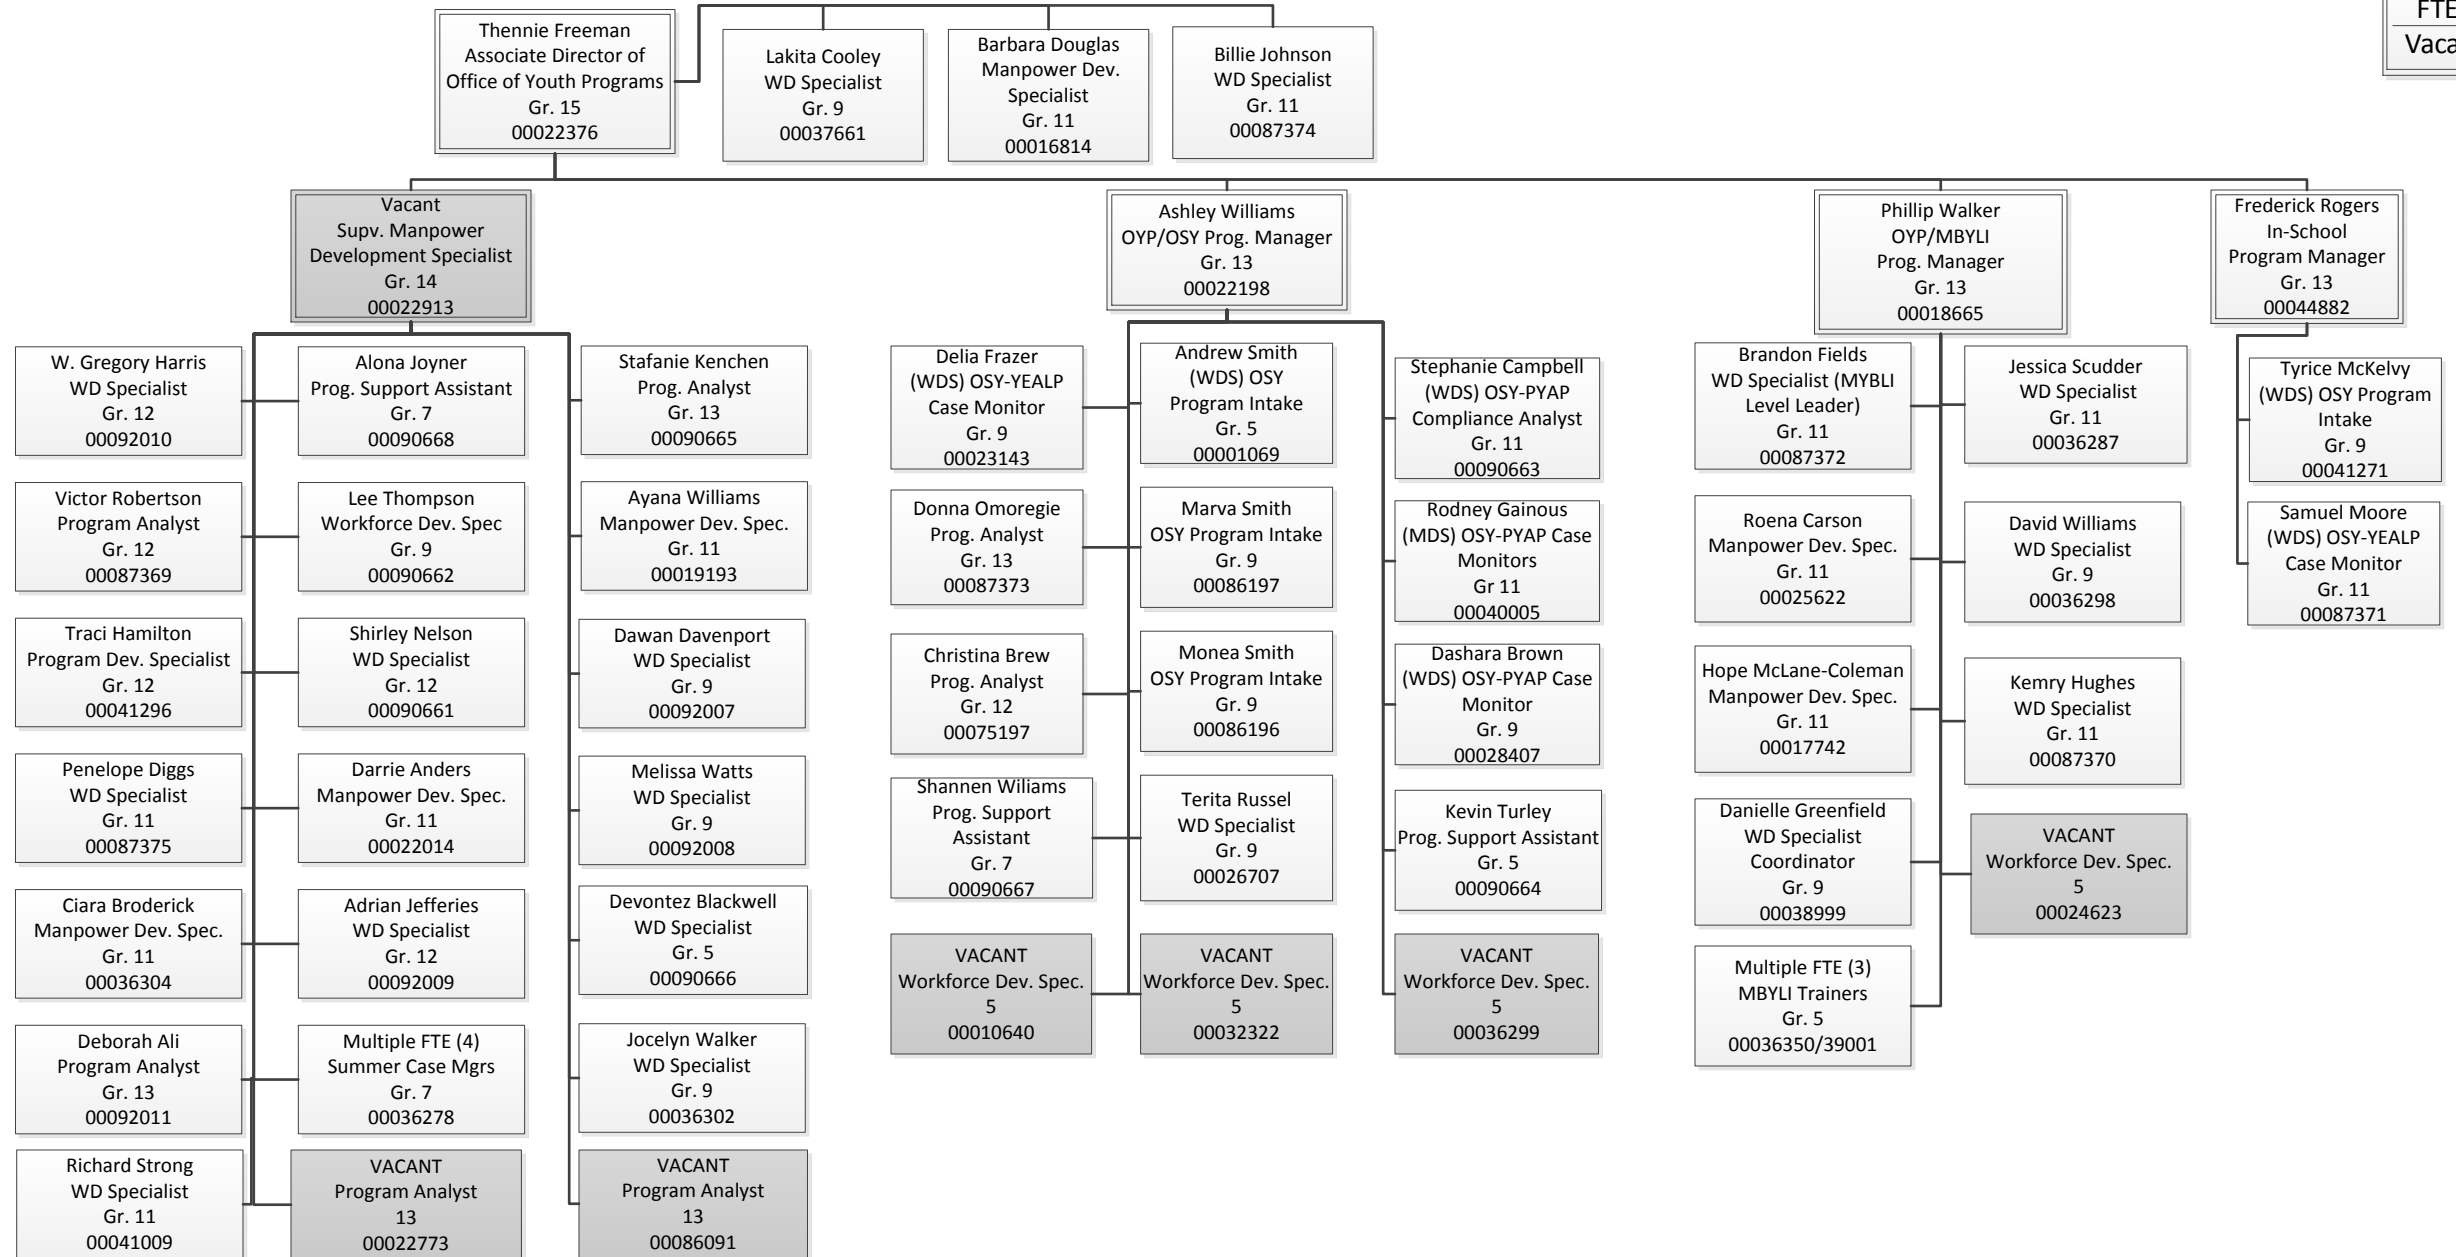 Thennie Freeman
Associate Director of
Office of Youth Programs
Gr. 15
00022376
Lakita Cooley
WD Specialist
Gr. 9
00037661
Barbara Douglas
Manpower Dev.
Specialist
Gr. 11
00016814
Billie Johnson
WD Specialist
Gr. 11
00087374
FTE
Vaca
Vacant
Supv. Manpower
Development Specialist
Gr. 14
00022913
Ashley Williams
OYP/OSY Prog. Manager
Gr. 13
00022198
Phillip Walker
OYP/MBYLI
Prog. Manager
Gr. 13
00018665
Frederick Rogers
In-School
Program Manager
Gr. 13
00044882
W. Gregory Harris
WD Specialist
Gr. 12
00092010
Alona Joyner
Prog. Support Assistant
Gr. 7
00090668
Stafanie Kenchen
Prog. Analyst
Gr. 13
00090665
Victor Robertson
Program Analyst
Gr. 12
00087369
Lee Thompson
Workforce Dev. Spec
Gr. 9
00090662
Ayana Williams
Manpower Dev. Spec.
Gr. 11
00019193
Traci Hamilton
Program Dev. Specialist
Gr. 12
00041296
Shirley Nelson
WD Specialist
Gr. 12
00090661
Dawan Davenport
WD Specialist
Gr. 9
00092007
Penelope Diggs
WD Specialist
Gr. 11
00087375
Darrie Anders
Manpower Dev. Spec.
Gr. 11
00022014
Melissa Watts
WD Specialist
Gr. 9
00092008
Ciara Broderick
Manpower Dev. Spec.
Gr. 11
00036304
Adrian Jefferies
WD Specialist
Gr. 12
00092009
Devontez Blackwell
WD Specialist
Gr. 5
00090666
Deborah Ali
Program Analyst
Gr. 13
00092011
Multiple FTE (4)
Summer Case Mgrs
Gr. 7
00036278
Jocelyn Walker
WD Specialist
Gr. 9
00036302
Richard Strong
WD Specialist
Gr. 11
00041009
VACANT
Program Analyst
13
00022773
VACANT
Program Analyst
13
00086091
Delia Frazer
(WDS) OSY-YEALP
Case Monitor
Gr. 9
00023143
Andrew Smith
(WDS) OSY
Program Intake
Gr. 5
00001069
Stephanie Campbell
(WDS) OSY-PYAP
Compliance Analyst
Gr. 11
00090663
Donna Omoregie
Prog. Analyst
Gr. 13
00087373
Marva Smith
OSY Program Intake
Gr. 9
00086197
Rodney Gainous
(MDS) OSY-PYAP Case
Monitors
Gr 11
00040005
Christina Brew
Prog. Analyst
Gr. 12
00075197
Monea Smith
OSY Program Intake
Gr. 9
00086196
Dashara Brown
(WDS) OSY-PYAP Case
Monitor
Gr. 9
00028407
Shannen Wiliams
Prog. Support
Assistant
Gr. 7
00090667
Terita Russel
WD Specialist
Gr. 9
00026707
Kevin Turley
Prog. Support Assistant
Gr. 5
00090664
VACANT
Workforce Dev. Spec.
5
00010640
VACANT
Workforce Dev. Spec.
5
00032322
VACANT
Workforce Dev. Spec.
5
00036299
Brandon Fields
WD Specialist (MYBLI
Level Leader)
Gr. 11
00087372
Jessica Scudder
WD Specialist
Gr. 11
00036287
Roena Carson
Manpower Dev. Spec.
Gr. 11
00025622
David Williams
WD Specialist
Gr. 9
00036298
Hope McLane-Coleman
Manpower Dev. Spec.
Gr. 11
00017742
Kemry Hughes
WD Specialist
Gr. 11
00087370
Danielle Greenfield
WD Specialist
Coordinator
Gr. 9
00038999
VACANT
Workforce Dev. Spec.
5
00024623
Multiple FTE (3)
MBYLI Trainers
Gr. 5
00036350/39001
Tyrice McKelvy
(WDS) OSY Program
Intake
Gr. 9
00041271
Samuel Moore
(WDS) OSY-YEALP
Case Monitor
Gr. 11
00087371